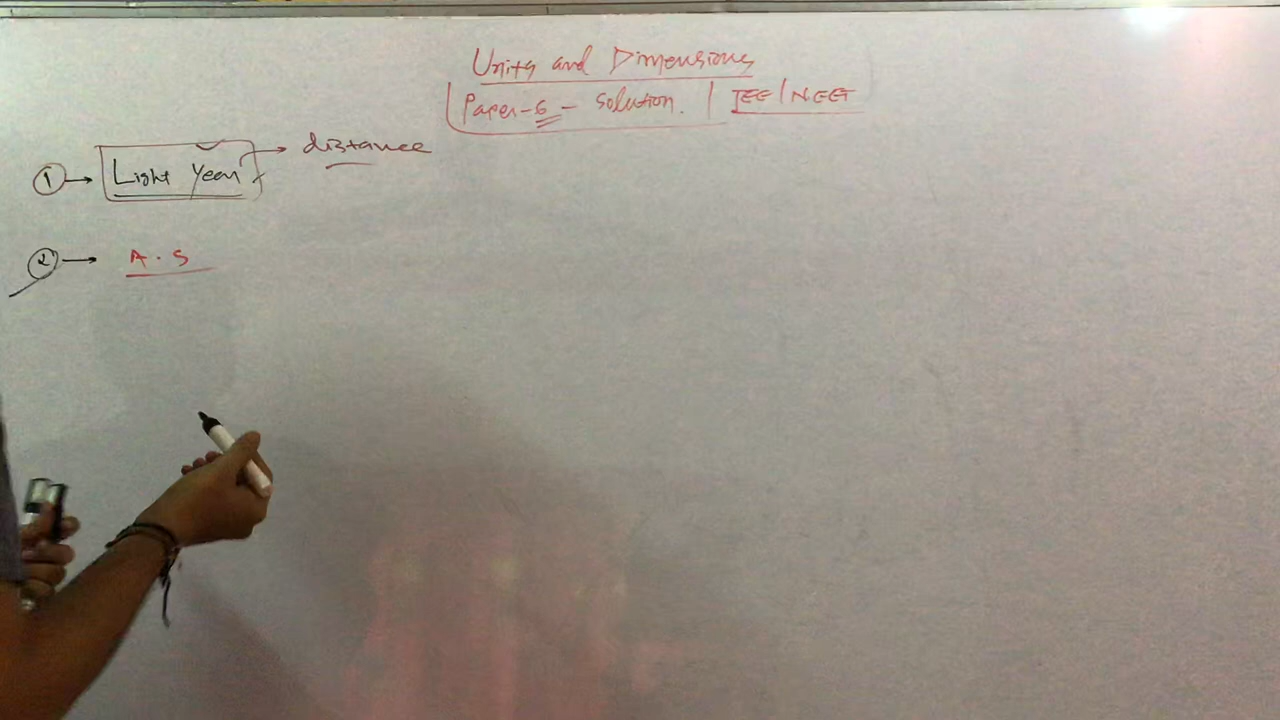 Units and Dimensions
Paper-6 - Solution. | JEE/NEET
① → Light Year → distance
② → A.S